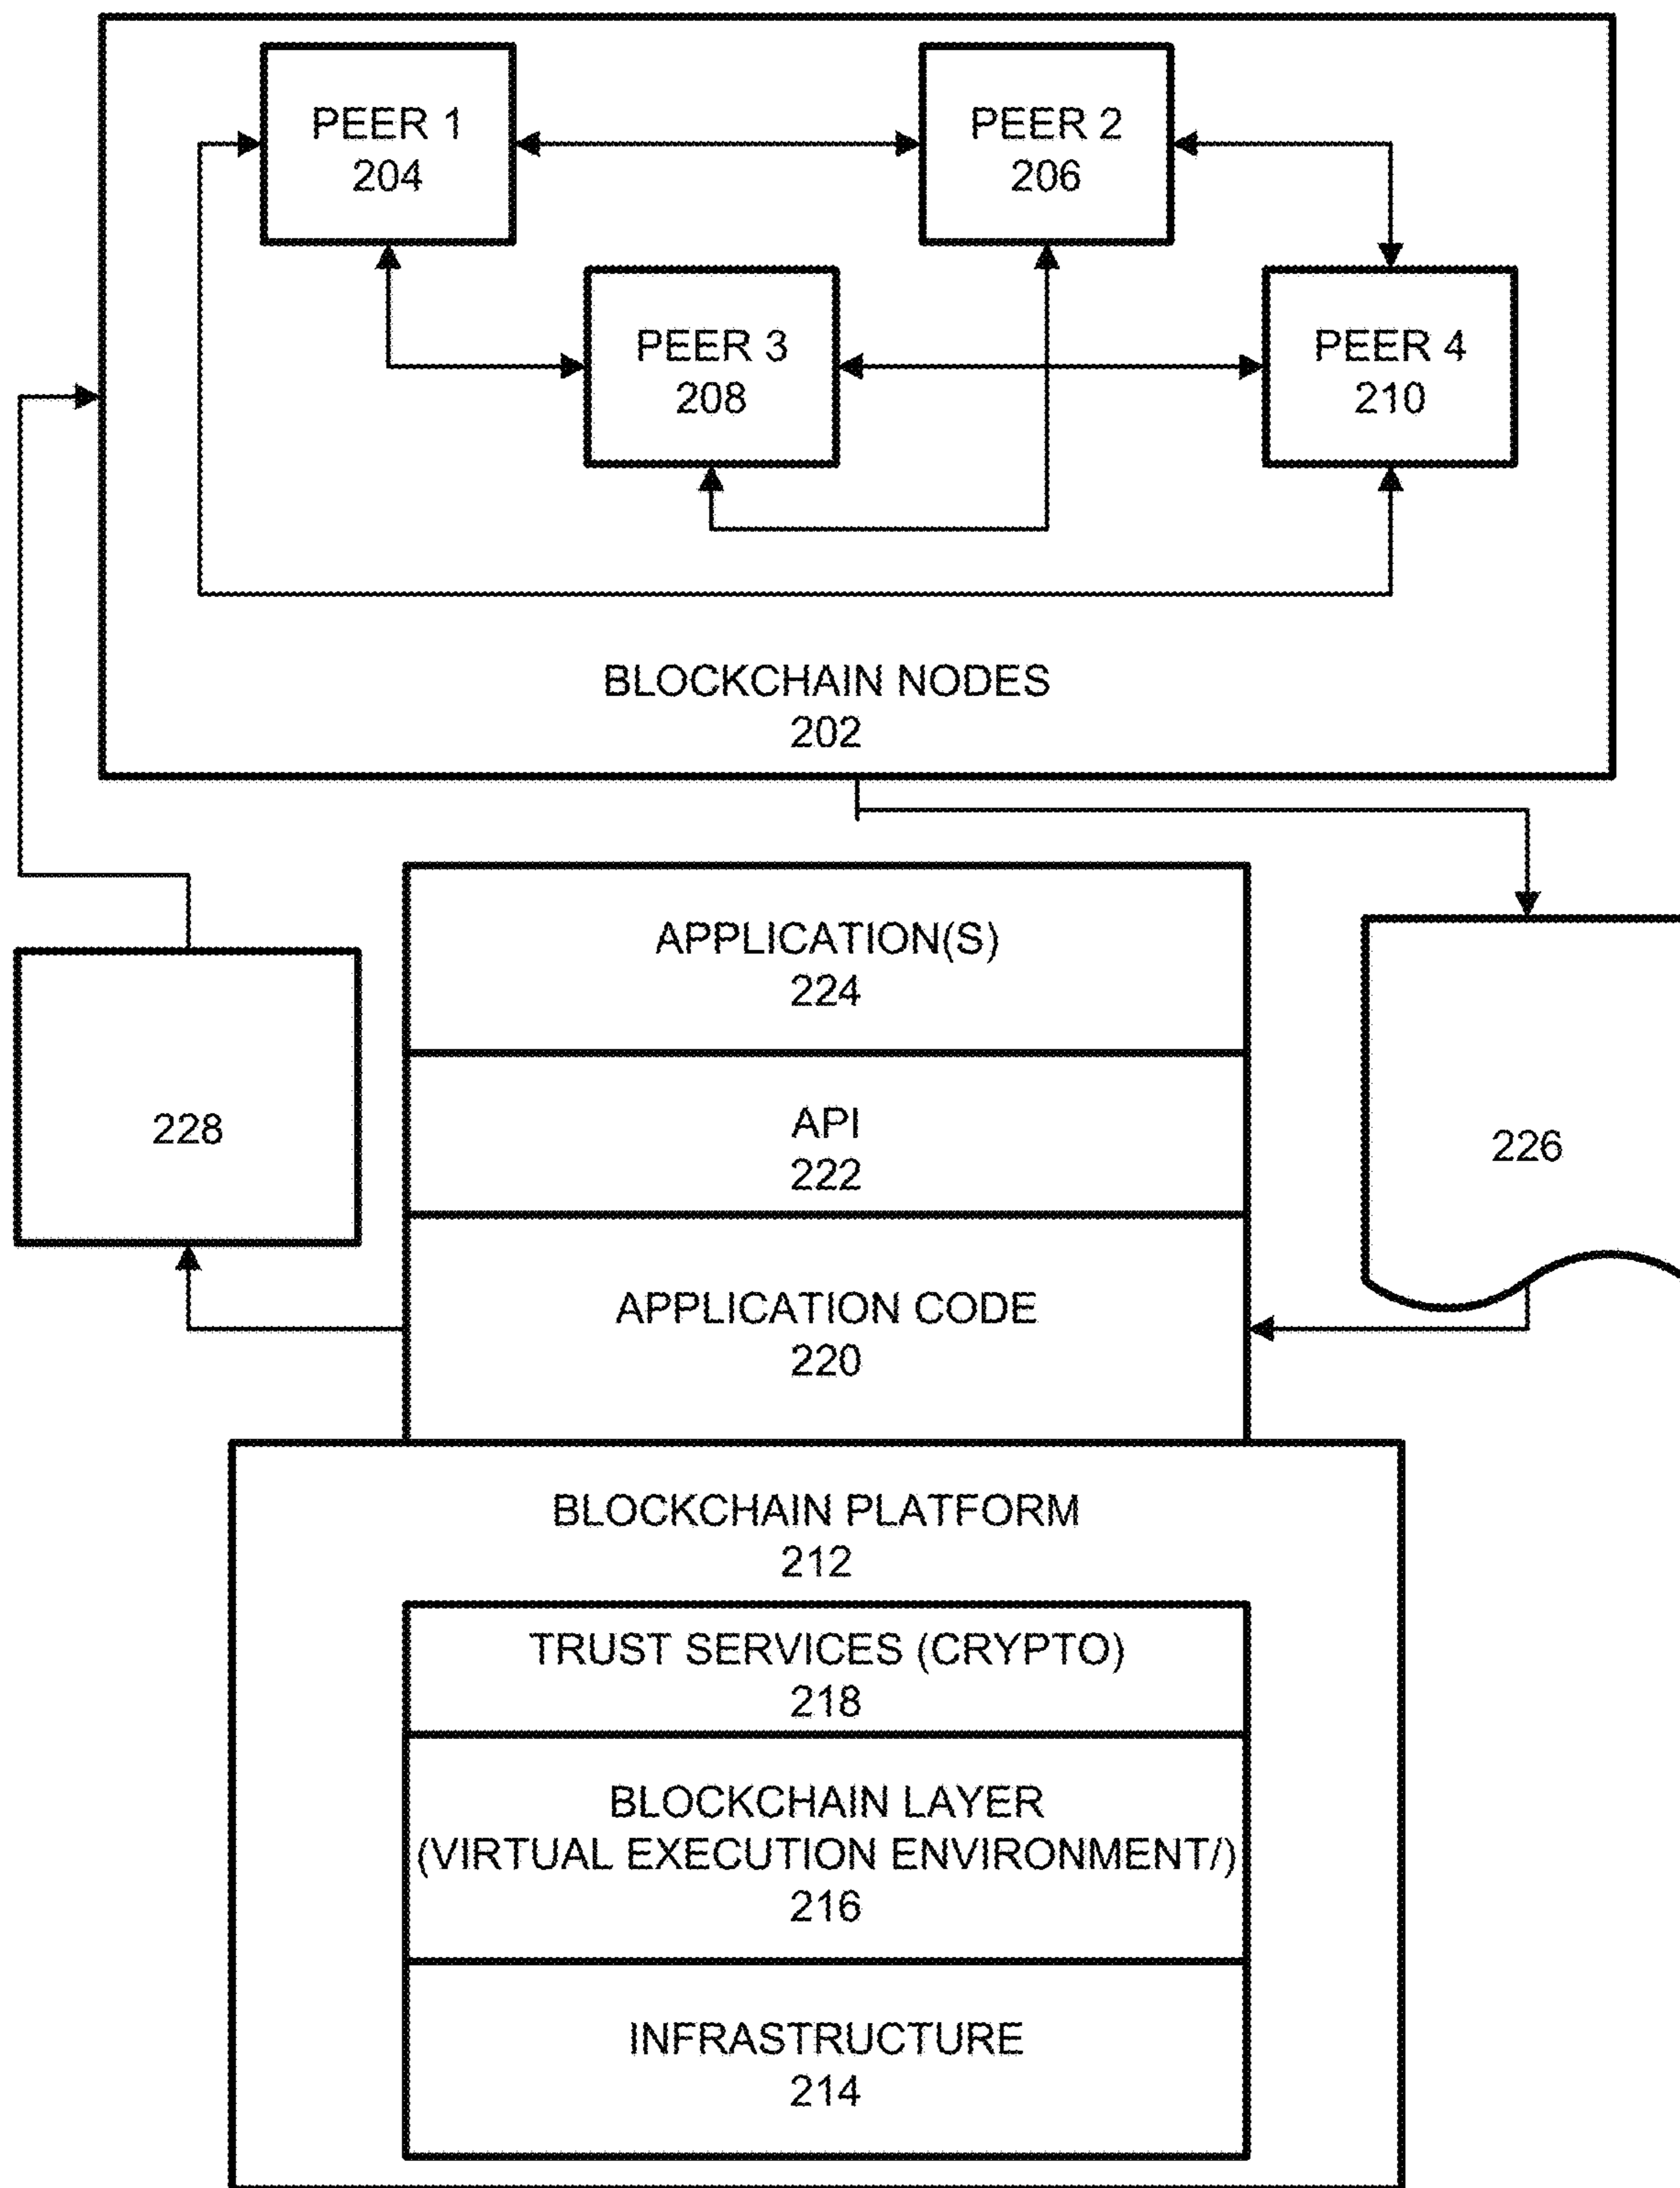 PEER 1
204
PEER 2
206
PEER 3
208
PEER 4
210
BLOCKCHAIN NODES
202
APPLICATION(S)
224
228
API
222
226
APPLICATION CODE
220
BLOCKCHAIN PLATFORM
212
TRUST SERVICES (CRYPTO)
218
BLOCKCHAIN LAYER
(VIRTUAL EXECUTION ENVIRONMENT/)
216
INFRASTRUCTURE
214